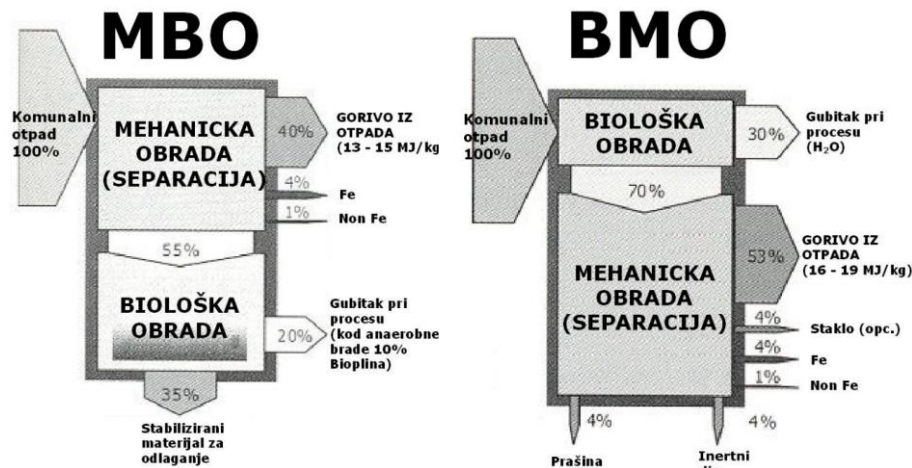 MBO
Komunalni
otpad
100%
MEHANICKA
OBRADA
(SEPARACIJA)
40%
GORIVO IZ
OTPADA
(13 - 15 MJ/kg
4%
Fe
1%
Non Fe
55%
BIOLOŠKA
OBRADA
20%
Gubitak pri
procesu
(kod anaerobne
brade 10%
Bioplina)
35%
Stabilizirani
materijal za
odlaganje
BMO
Komunalni
otpad
100%
BIOLOŠKA
OBRADA
30%
Gubitak pri
procesu
(H₂O)
70%
MEHANICKA
OBRADA
(SEPARACIJA)
53%
GORIVO IZ
OTPADA
(16 - 19 MJ/kg)
4%
Staklo (opc.)
4%
Fe
1%
Non Fe
4%
Prašina
4%
Inertni